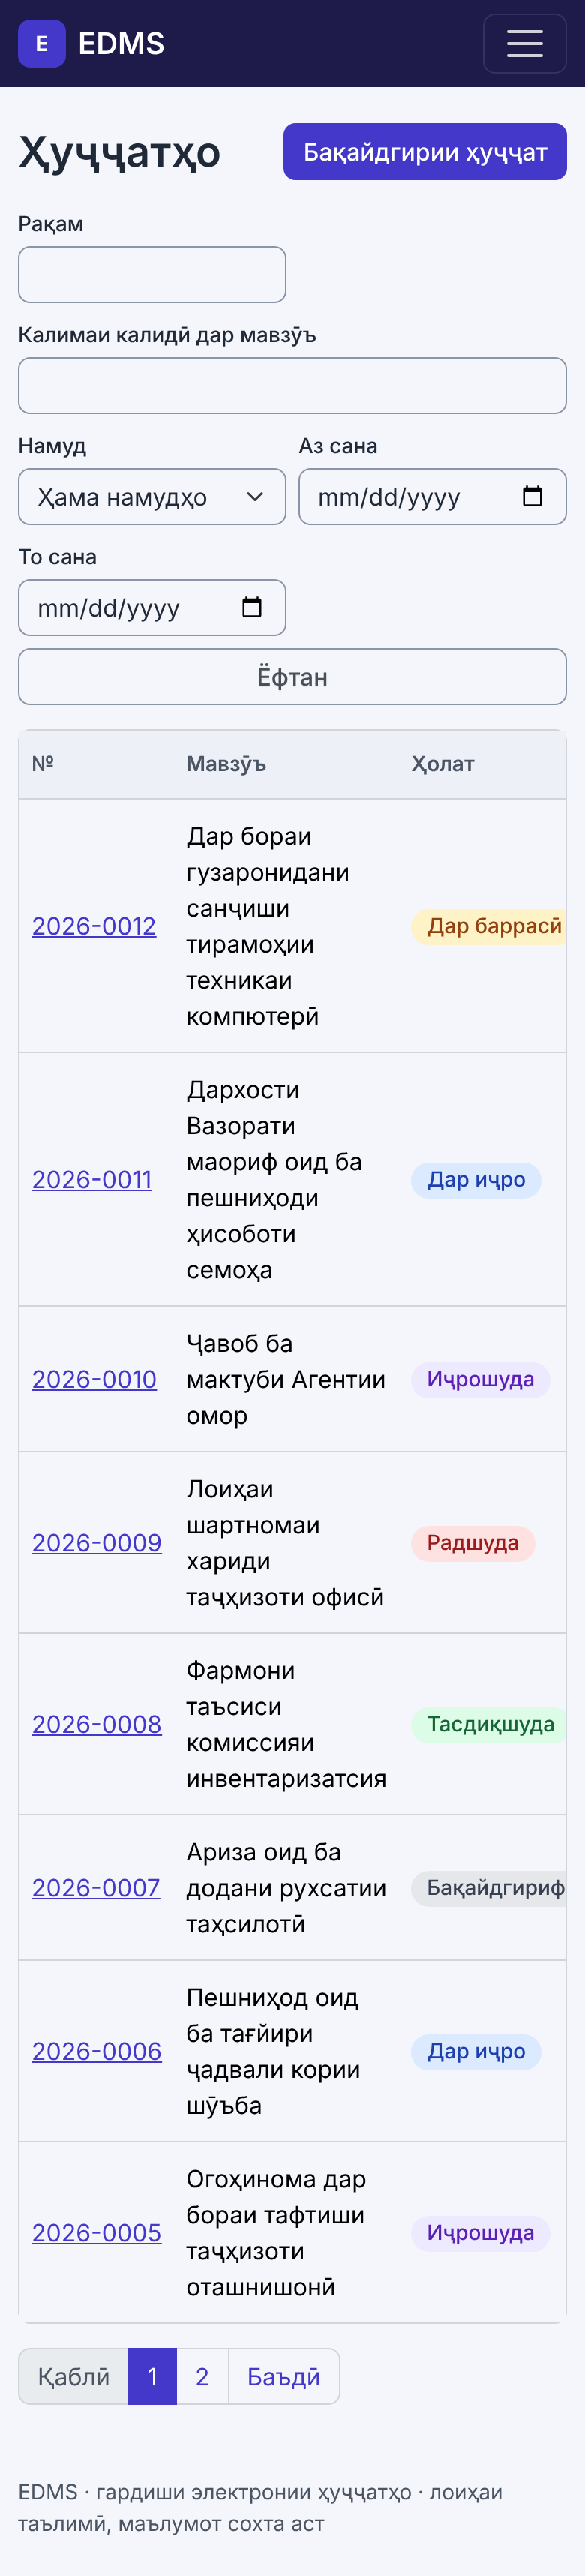 E EDMS
Ҳуҷҷатҳо
Бақайдгирии ҳуҷҷат
Рақам
Калимаи калидӣ дар мавзӯъ
Намуд
Аз сана
Ҳама намудҳо
mm/dd/yyyy
То сана
mm/dd/yyyy
Ёфтан
№ Мавзӯъ Ҳолат
2026-0012
Дар бораи
гузаронидани
санҷиши
тирамоҳии
техникаи
компютерӣ
Дар баррасӣ
2026-0011
Дархости
Вазорати
маориф оид ба
пешниҳоди
ҳисоботи
семоҳа
Дар иҷро
2026-0010
Ҷавоб ба
мактуби Агентии
омор
Иҷрошуда
2026-0009
Лоиҳаи
шартномаи
хариди
таҷҳизоти офисӣ
Радшуда
2026-0008
Фармони
таъсиси
комиссияи
инвентаризатсия
Тасдиқшуда
2026-0007
Ариза оид ба
додани рухсатии
таҳсилотӣ
Бақайдгириф
2026-0006
Пешниҳод оид
ба тағйири
ҷадвали кории
шӯъба
Дар иҷро
2026-0005
Огоҳинома дар
бораи тафтиши
таҷҳизоти
оташнишонӣ
Иҷрошуда
Қаблӣ 1 2 Баъдӣ
EDMS · гардиши электронии ҳуҷҷатҳо · лоиҳаи
таълимӣ, маълумот сохта аст